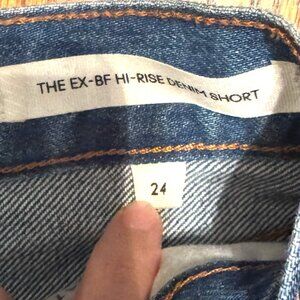 THE EX-BF HI-RISE DENIM SHORT
24